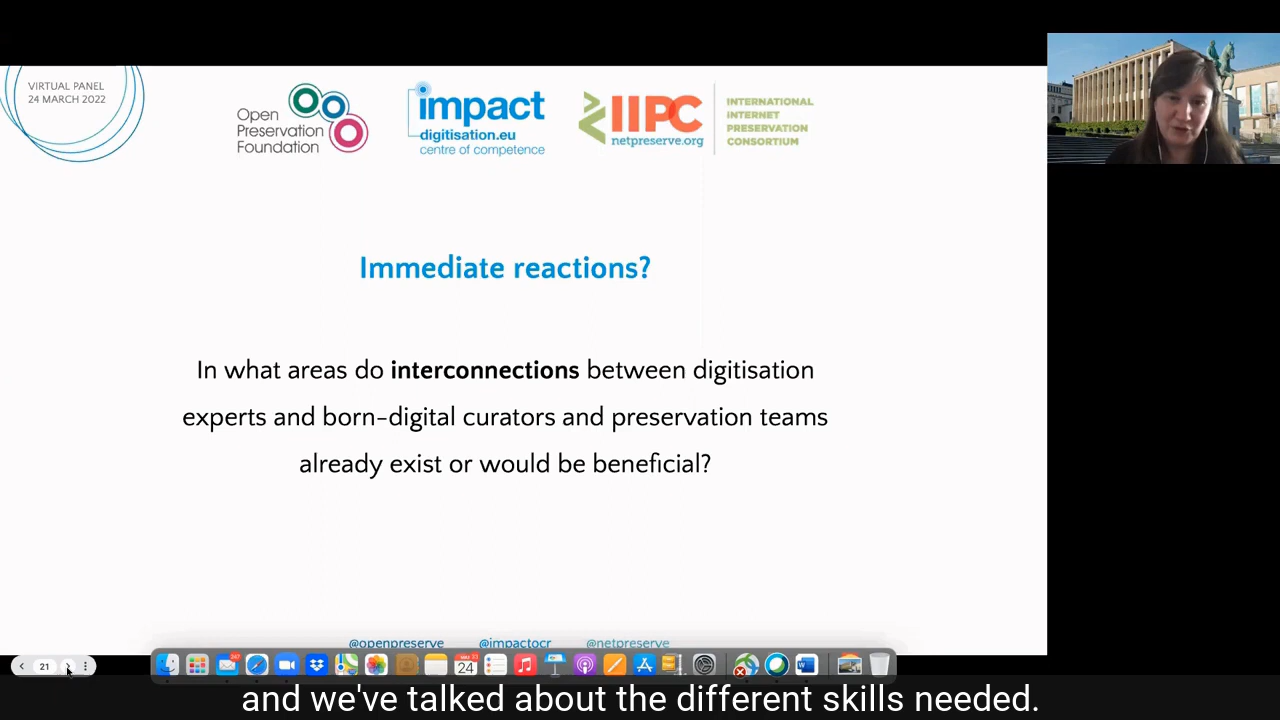 VIRTUAL PANEL
24 MARCH 2022
Open
Preservation
Foundation
impact
digitisation.eu
centre of competence
IIPC
netpreserve.org
INTERNATIONAL
INTERNET
PRESERVATION
CONSORTIUM
Immediate reactions?
In what areas do interconnections between digitisation
experts and born-digital curators and preservation teams
already exist or would be beneficial?
@openpreserve @impactocr @netpreserve
21
24
and we've talked about the different skills needed.